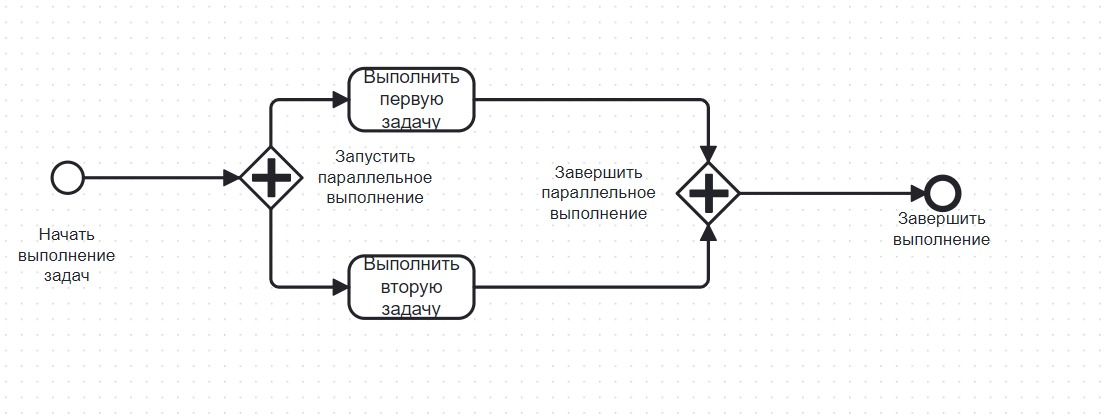 Начать
выполнение
задач
Запустить
параллельное
выполнение
Выполнить
первую
задачу
Выполнить
вторую
задачу
Завершить
параллельное
выполнение
Завершить
выполнение